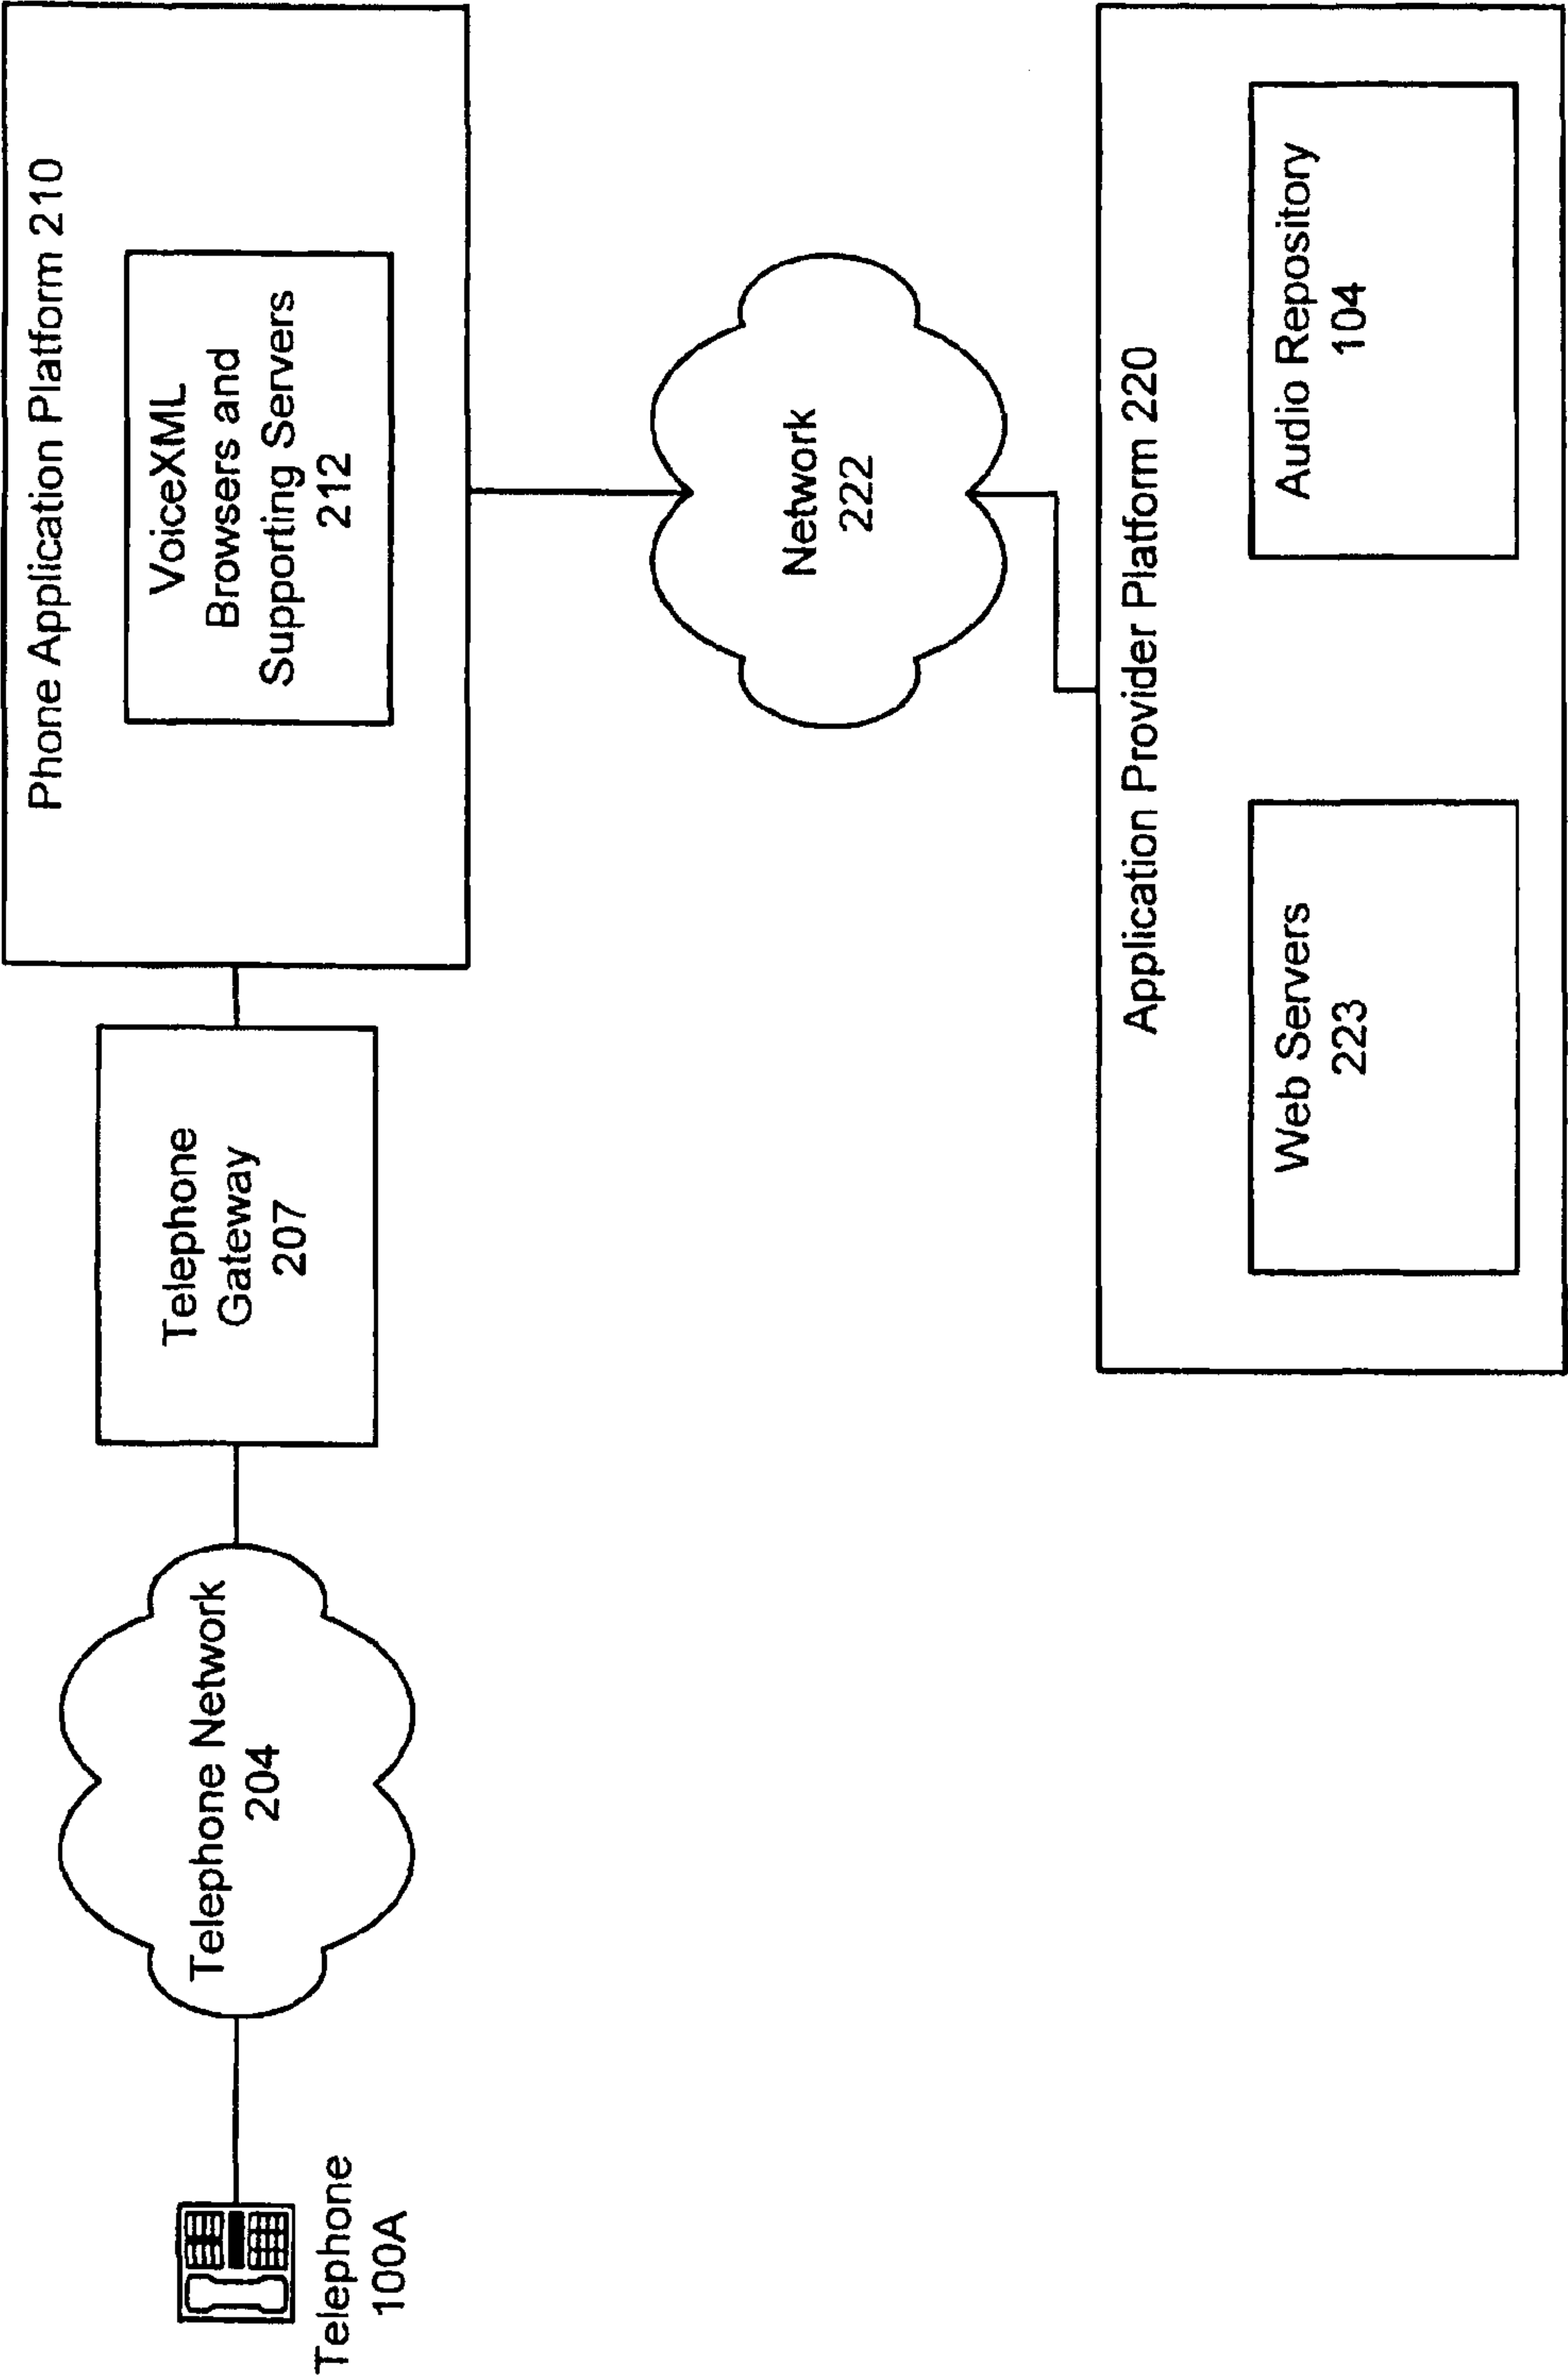 Telephone
100A
Telephone Network
204
Telephone
Gateway
207
Phone Application Platform 210
VoiceXML
Browsers and
Supporting Servers
212
Network
222
Application Provider Platform 220
Web Servers
223
Audio Repository
104